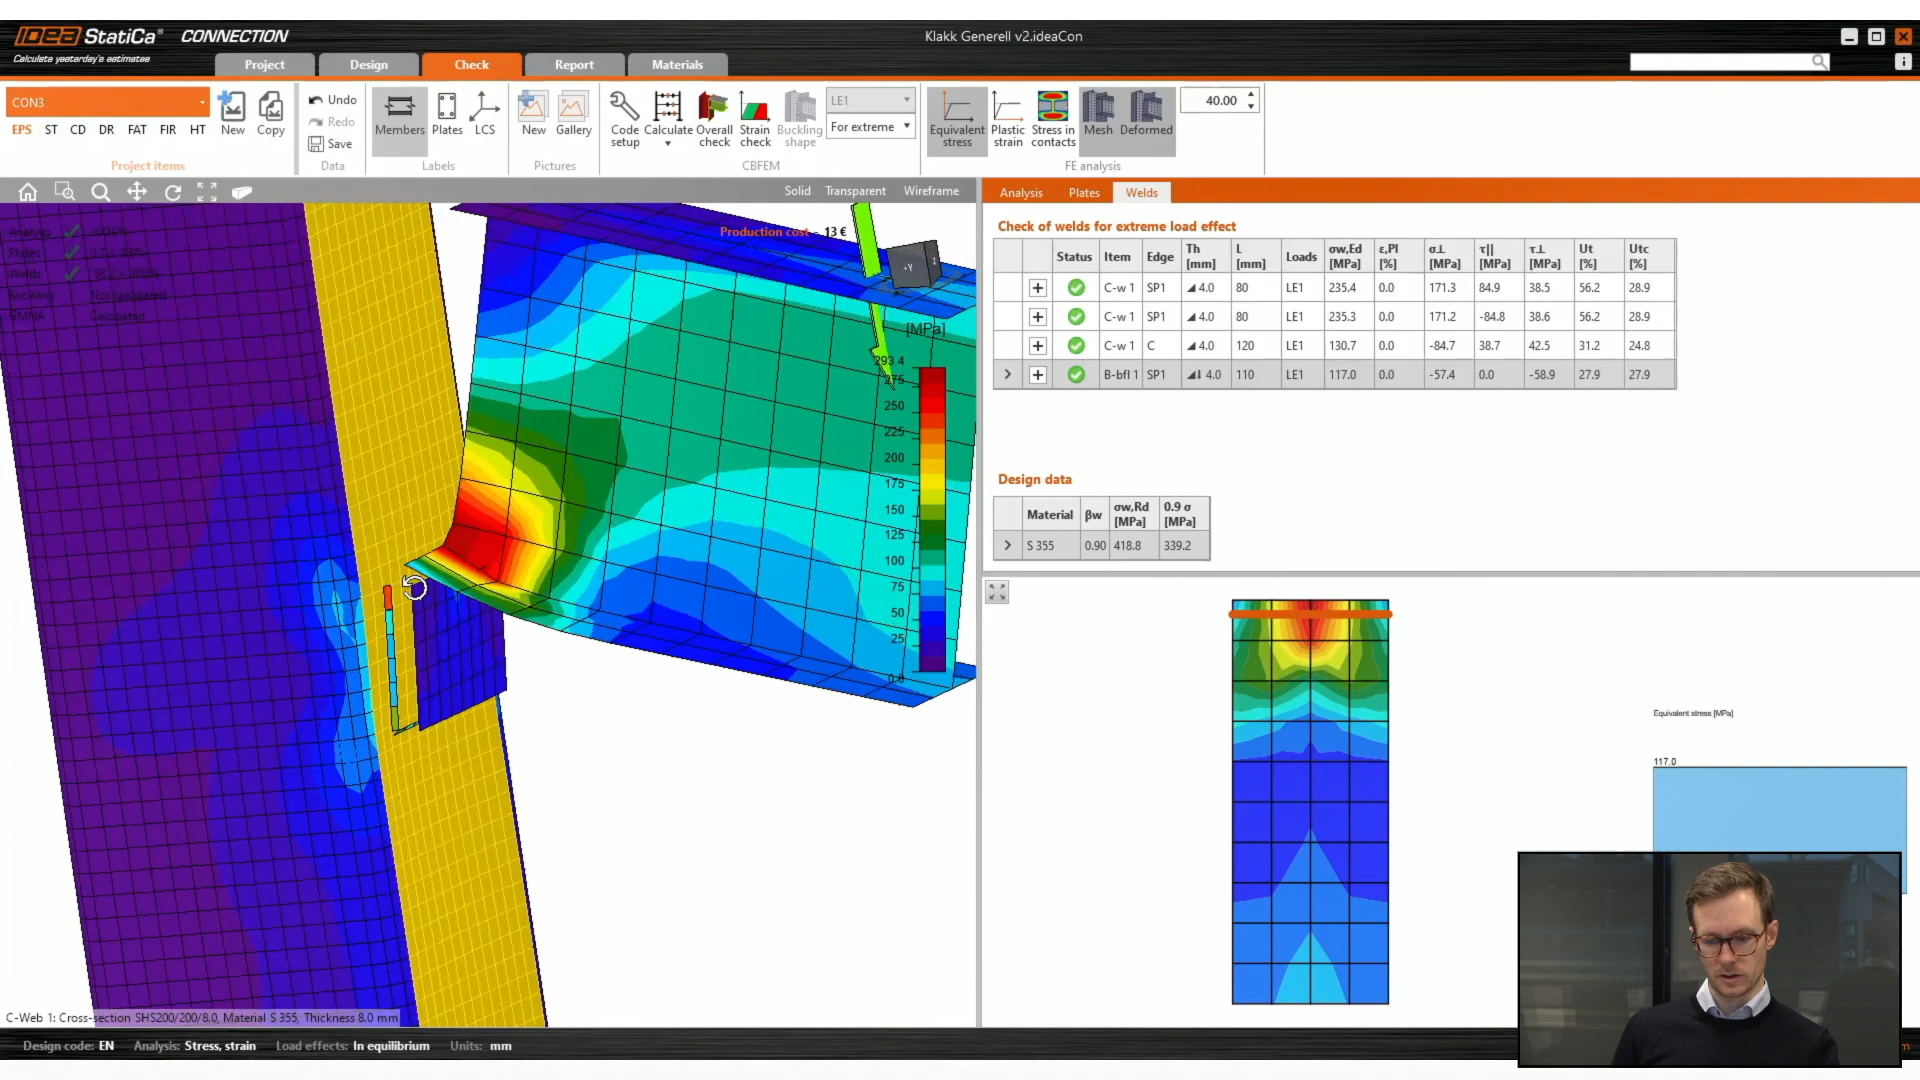 IDEA StatiCa® CONNECTION
Calculate yesterday's estimates
Klakk Generell v2.ideaCon
Project Design Check Report Materials
CON3
EPS ST CD DR FAT FIR HT
New Copy
Project items
Undo
Redo
Save
Data
Members Plates LCS
Labels
New Gallery
Pictures
Code setup Calculate Overall check Strain check Buckling shape
LE1
For extreme
CBFEM
Equivalent stress Plastic strain Stress in contacts Mesh Deformed
FE analysis
40.00
Solid Transparent Wireframe
Analysis
Plates
Welds
Buckling Not calculated
GMNA Calculated
Production cost - 13 €
+Y
[MPa]
293.4
275
250
225
200
175
150
125
100
75
50
25
0.0
C-Web 1: Cross-section SHS200/200/8.0, Material S 355, Thickness 8.0 mm
Analysis Plates Welds
Check of welds for extreme load effect
Status Item Edge Th [mm] L [mm] Loads σw,Ed [MPa] ε,Pl [%] σ⊥ [MPa] τ|| [MPa] τ⊥ [MPa] Ut [%] Utc [%]
C-w 1 SP1 4.0 80 LE1 235.4 0.0 171.3 84.9 38.5 56.2 28.9
C-w 1 SP1 4.0 80 LE1 235.3 0.0 171.2 -84.8 38.6 56.2 28.9
C-w 1 C 4.0 120 LE1 130.7 0.0 -84.7 38.7 42.5 31.2 24.8
B-bfl 1 SP1 4.0 110 LE1 117.0 0.0 -57.4 0.0 -58.9 27.9 27.9
Design data
Material βw σw,Rd [MPa] 0.9 σ [MPa]
S 355 0.90 418.8 339.2
Equivalent stress [MPa]
117.0
Design code: EN Analysis: Stress, strain Load effects: In equilibrium Units: mm